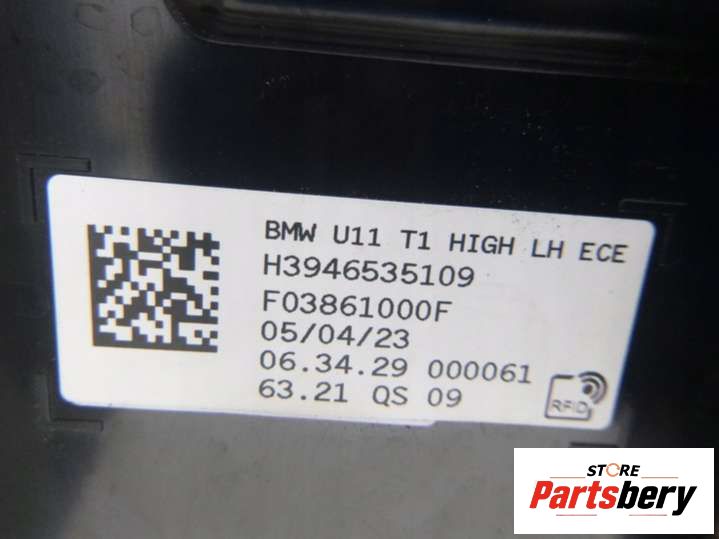 BMW U11 T1 HIGH LH ECE
H3946535109
F03861000F
05/04/23
06.34.29 000061
63.21 QS 09
RFID
STORE
Partsbery